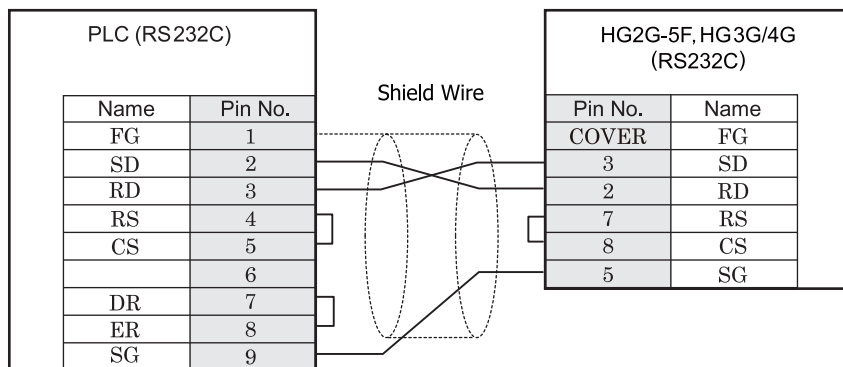 PLC (RS232C)
Name Pin No.
FG 1
SD 2
RD 3
RS 4
CS 5
6
DR 7
ER 8
SG 9
Shield Wire
HG2G-5F, HG3G/4G
(RS232C)
Pin No. Name
COVER FG
3 SD
2 RD
7 RS
8 CS
5 SG